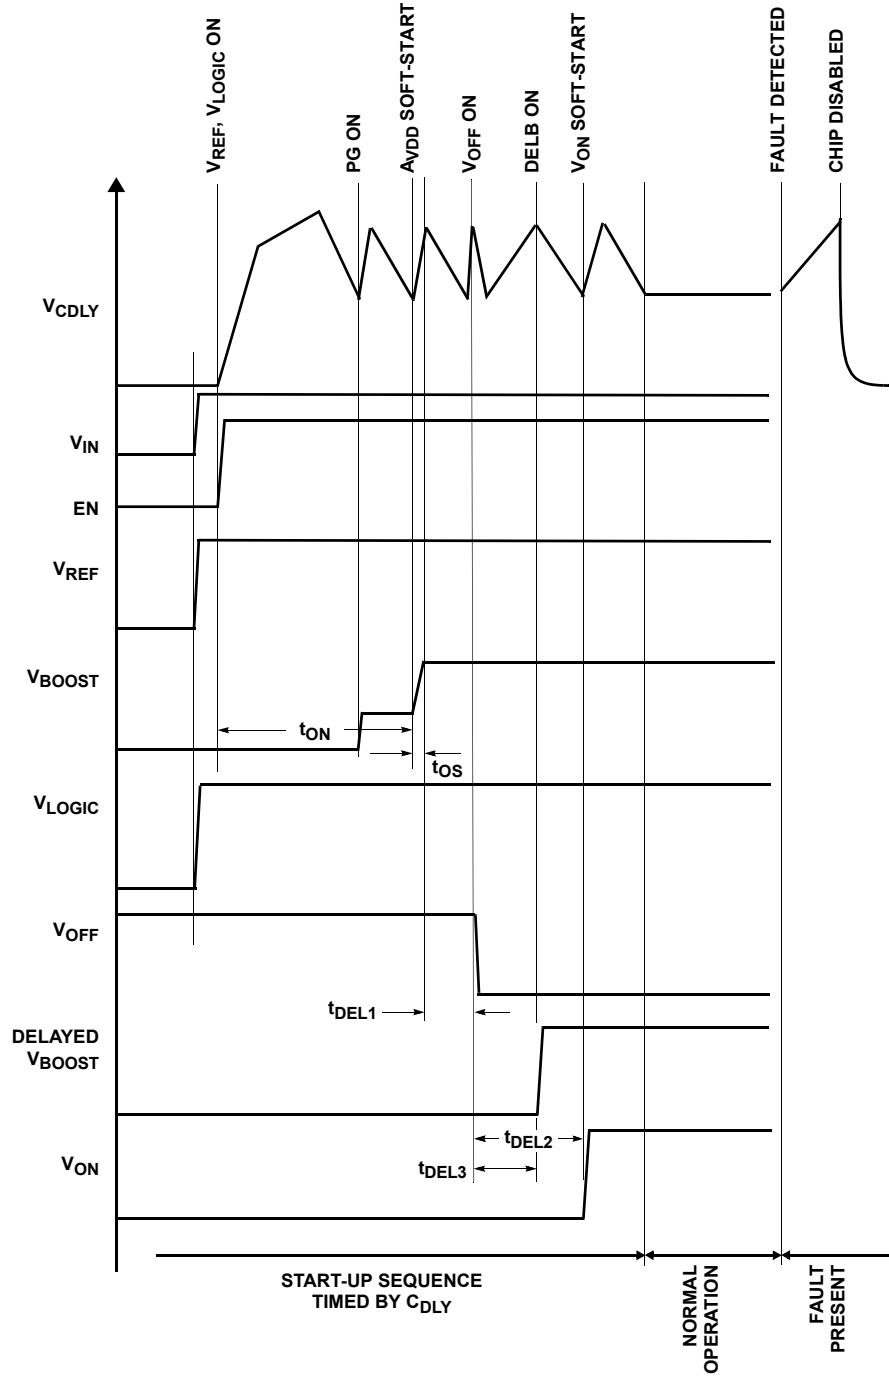 VREF, VLOGIC ON
PG ON
AVDD SOFT-START
VOFF ON
DELB ON
VON SOFT-START
FAULT DETECTED
CHIP DISABLED
VCDLY
VIN
EN
VREF
VBOOST
tON
tOS
VLOGIC
VOFF
tDEL1
DELAYED
VBOOST
tDEL2
VON
tDEL3
START-UP SEQUENCE
TIMED BY CDLY
NORMAL
OPERATION
FAULT
PRESENT